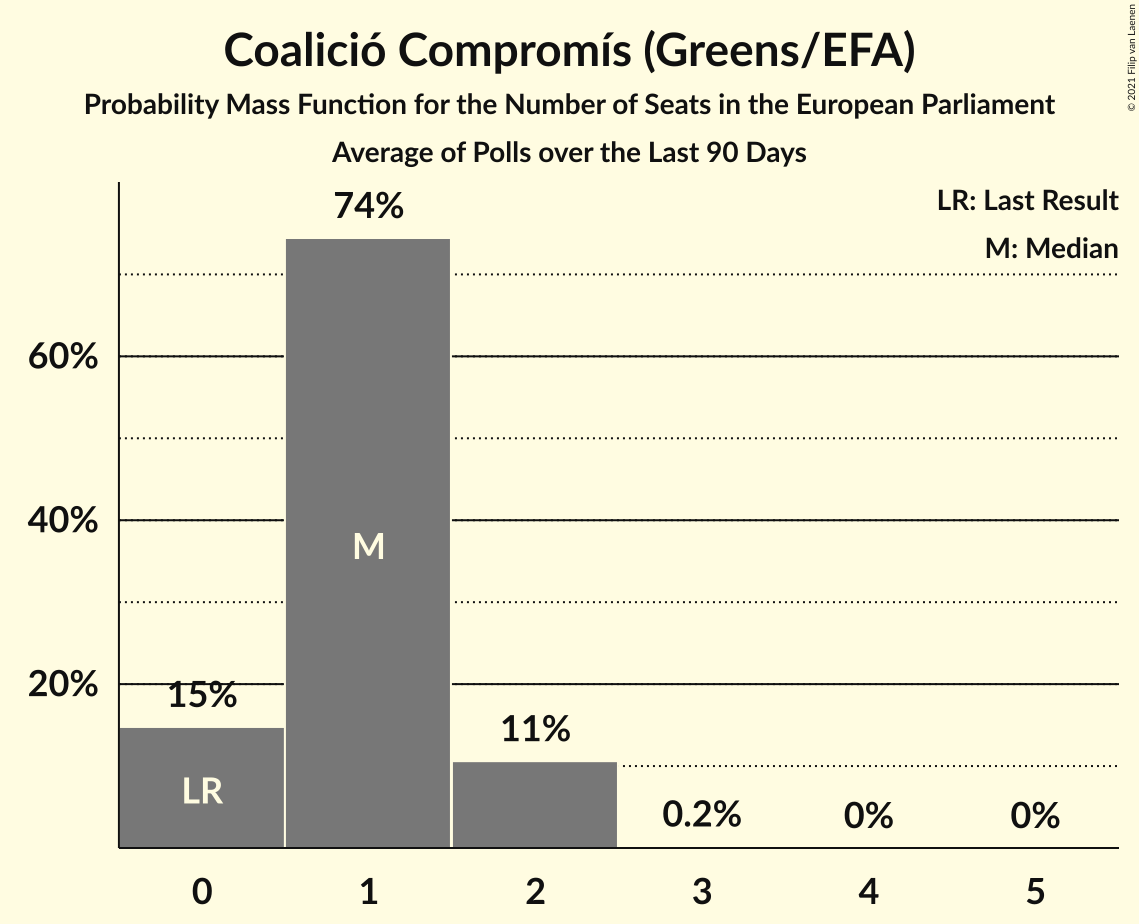 Coalició Compromís (Greens/EFA)
Probability Mass Function for the Number of Seats in the European Parliament
Average of Polls over the Last 90 Days
© 2021 Filip van Laenen
LR: Last Result
M: Median
74%
60%
40%
20%
M
15%
LR
11%
0.2%
0%
0%
0 1 2 3 4 5